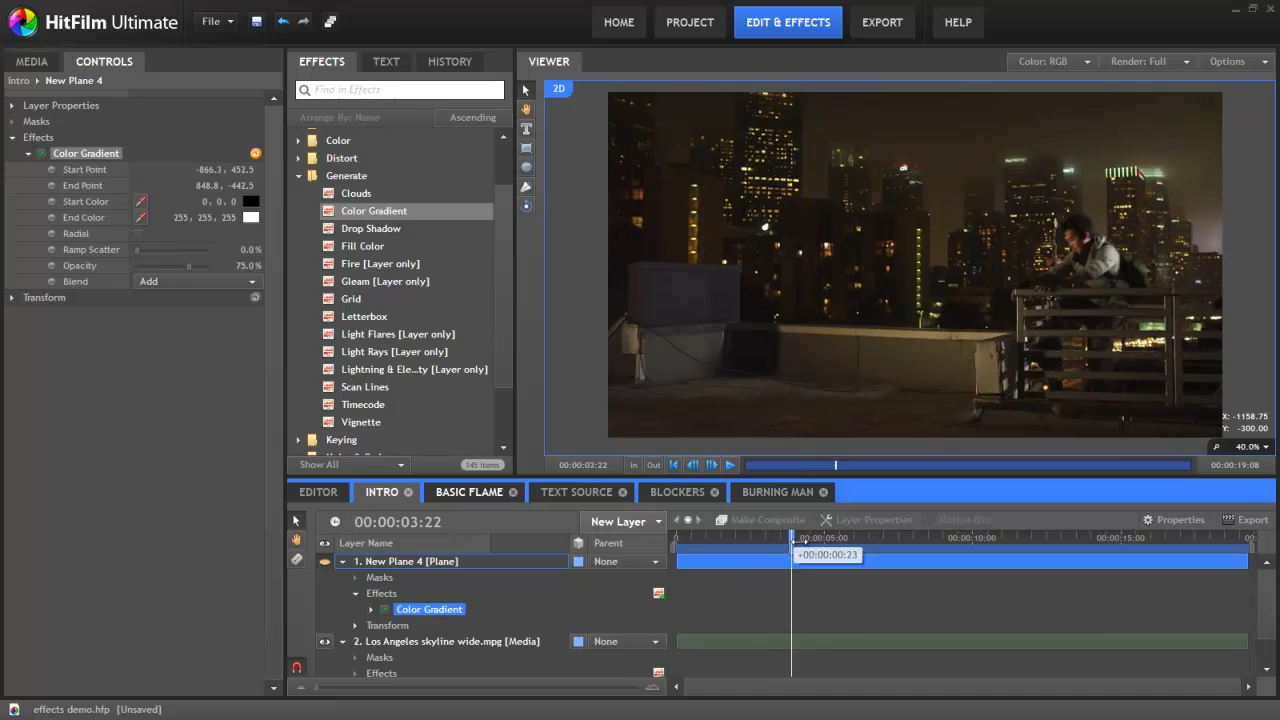 HitFilm Ultimate
File
HOME
PROJECT
EDIT & EFFECTS
EXPORT
HELP
MEDIA
CONTROLS
Intro
New Plane 4
Layer Properties
Masks
Effects
Color Gradient
Start Point
-866.3, 452.5
End Point
848.8, -442.5
Start Color
0, 0, 0
End Color
255, 255, 255
Radial
Ramp Scatter
0.0%
Opacity
75.0%
Blend
Add
Transform
EFFECTS
TEXT
HISTORY
Find in Effects
Arrange By: Name
Ascending
Color
Distort
Generate
Clouds
Color Gradient
Drop Shadow
Fill Color
Fire [Layer only]
Gleam [Layer only]
Grid
Letterbox
Light Flares [Layer only]
Light Rays [Layer only]
Lightning & Ele...ty [Layer only]
Scan Lines
Timecode
Vignette
Keying
Show All
145 items
VIEWER
Color: RGB
Render: Full
Options
2D
X: -1158.75
Y: -300.00
40.0%
00:00:03:22
In
Out
00:00:19:08
EDITOR
INTRO
BASIC FLAME
TEXT SOURCE
BLOCKERS
BURNING MAN
00:00:03:22
New Layer
Make Composite
Layer Properties
Motion Blur
Properties
Export
Layer Name
Parent
0
00:00:05:00
00:00:10:00
00:00:15:00
00:
+00:00:00:23
1. New Plane 4 [Plane]
None
Masks
Effects
Color Gradient
Transform
2. Los Angeles skyline wide.mpg [Media]
None
Masks
Effects
effects demo.hfp
[Unsaved]